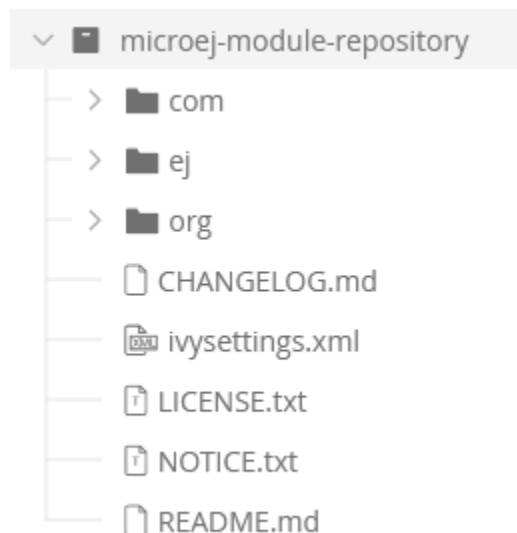 microej-module-repository
com
ej
org
CHANGELOG.md
ivysettings.xml
LICENSE.txt
NOTICE.txt
README.md